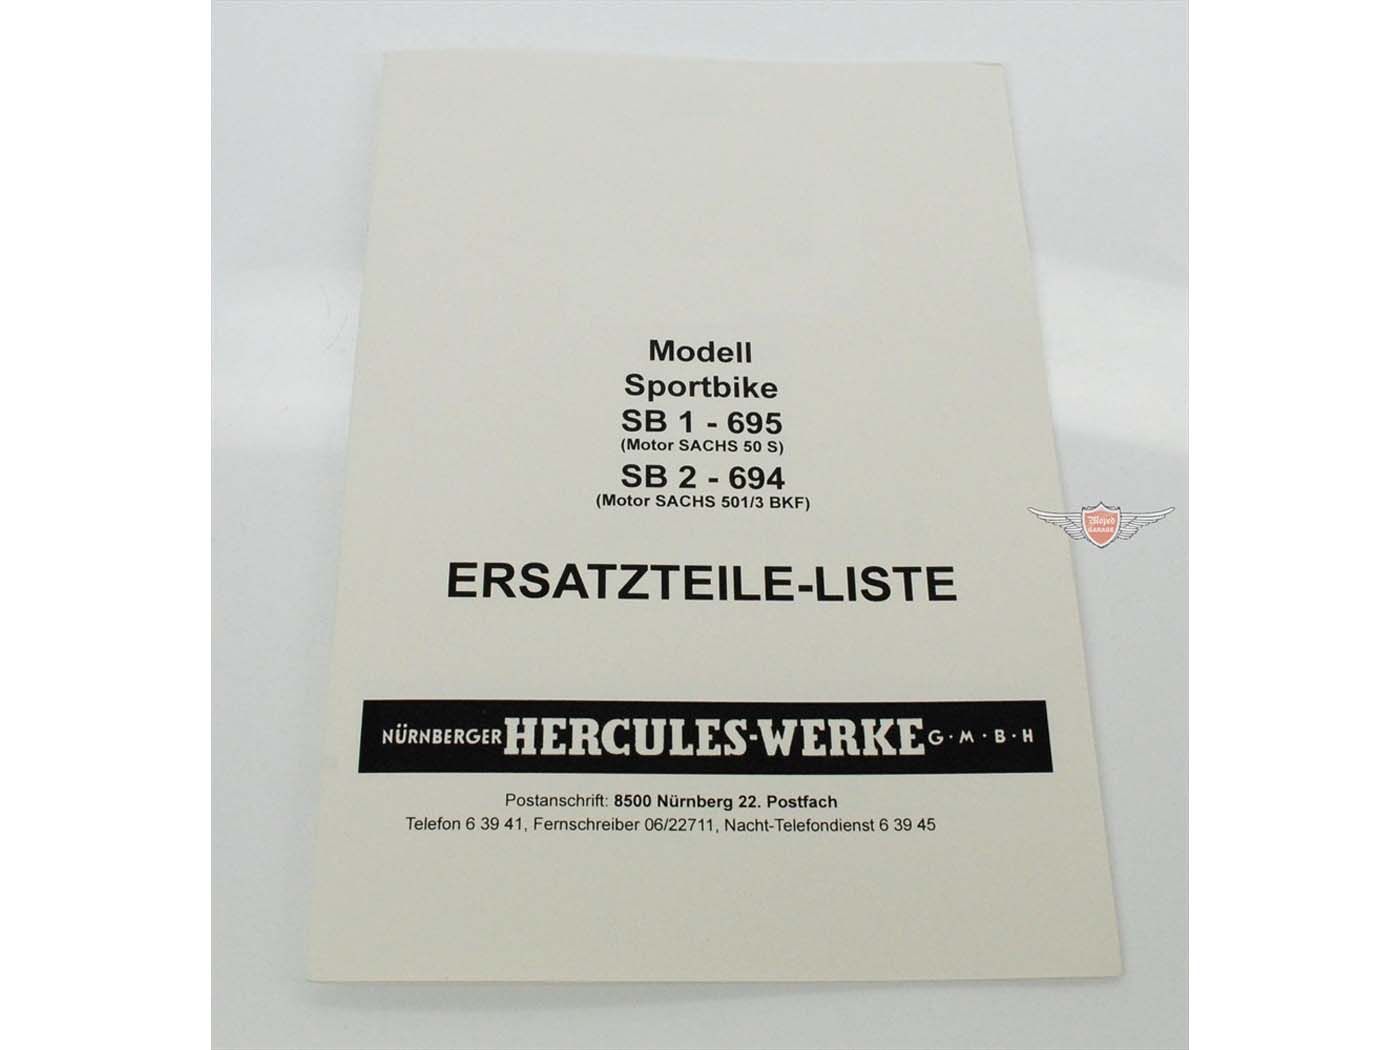 Modell
Sportbike
SB 1 - 695
(Motor SACHS 50 S)
SB 2 - 694
(Motor SACHS 501/3 BKF)
ERSATZTEILE-LISTE
NÜRNBERGER HERCULES-WERKE G·M·B·H
Postanschrift: 8500 Nürnberg 22. Postfach
Telefon 6 39 41, Fernschreiber 06/22711, Nacht-Telefondienst 6 39 45
Moped
GARAGE